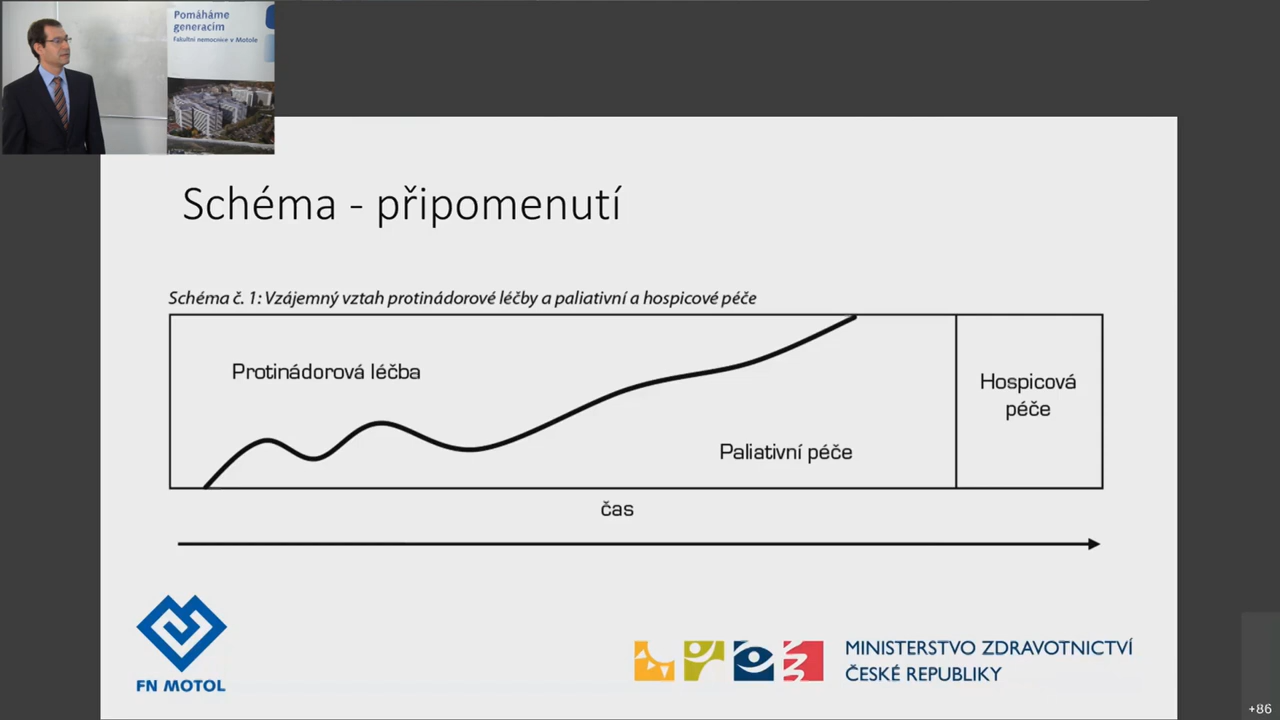 Pomáháme
generacím
Fakultní nemocnice v Motole
Schéma - připomenutí
Schéma č. 1: Vzájemný vztah protinádorové léčby a paliativní a hospicové péče
Protinádorová léčba
Hospicová
péče
Paliativní péče
čas
FN MOTOL
MINISTERSTVO ZDRAVOTNICTVÍ
ČESKÉ REPUBLIKY
+86